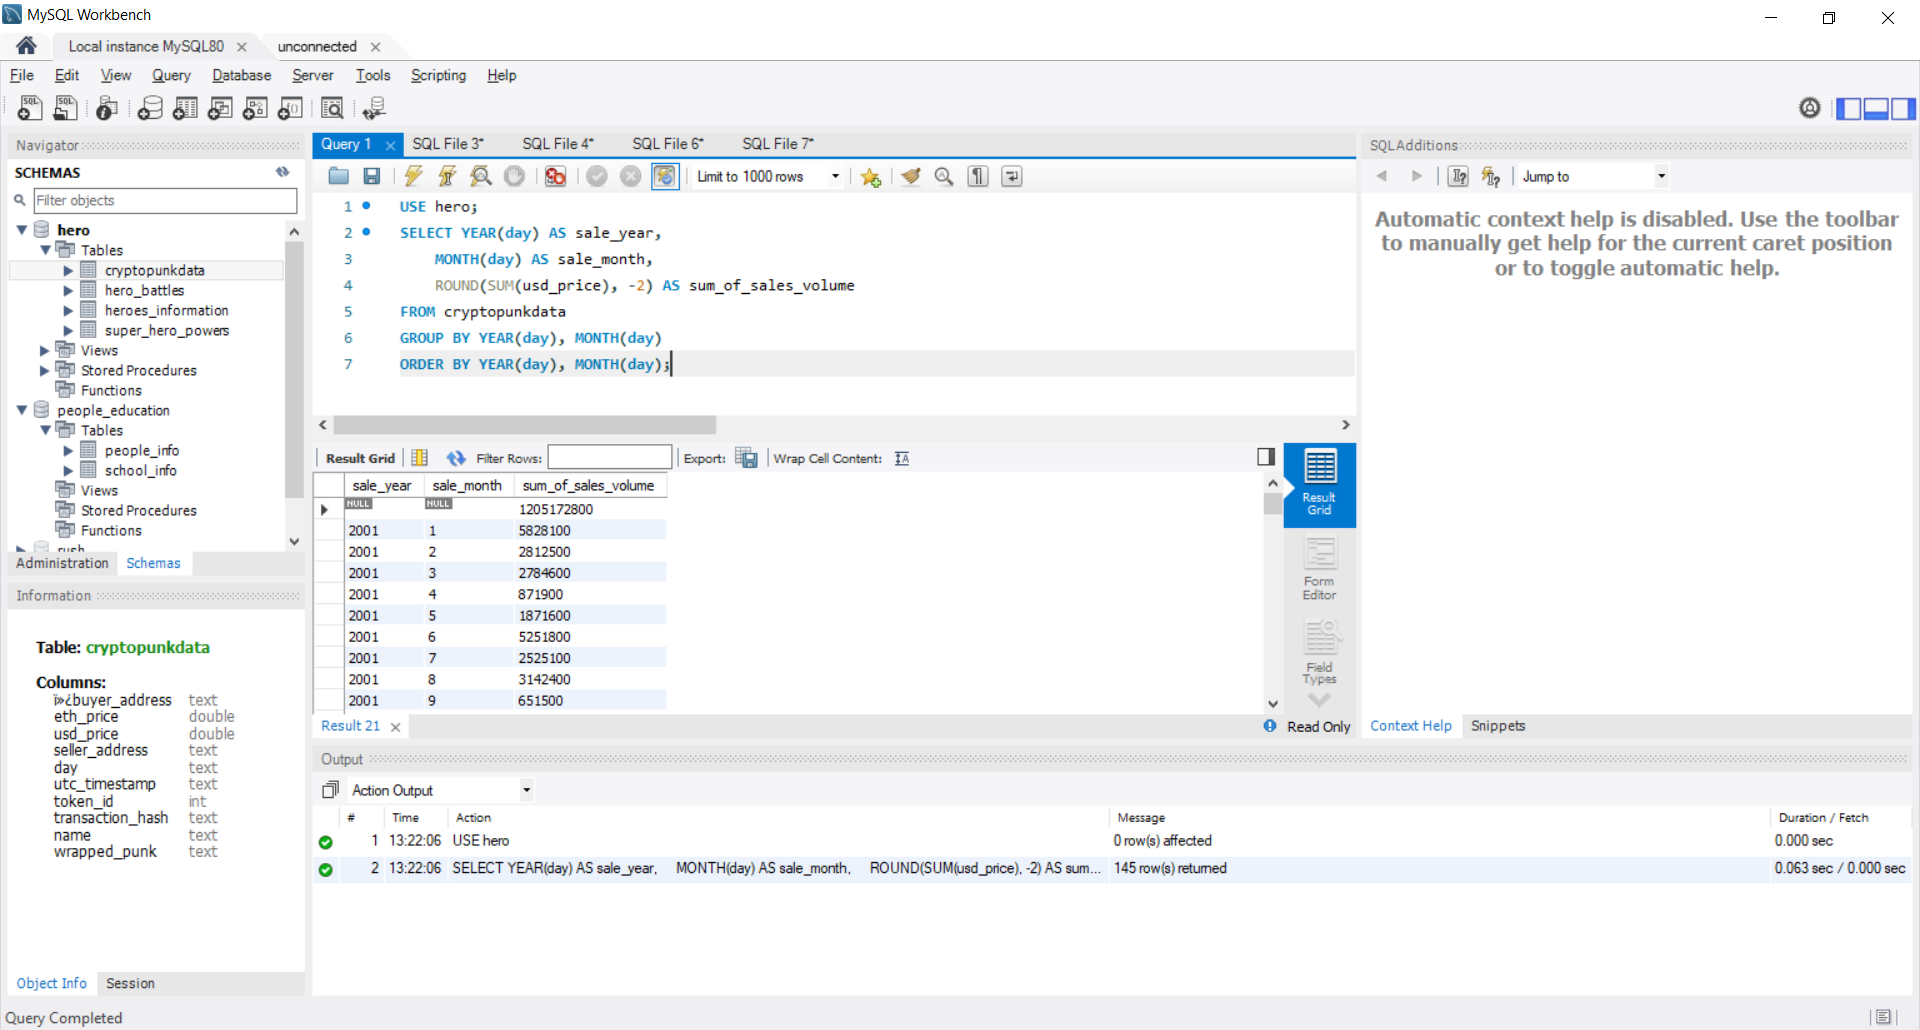 MySQL Workbench
Local instance MySQL80
unconnected
File Edit View Query Database Server Tools Scripting Help
Navigator
SCHEMAS
Filter objects
hero
Tables
cryptopunkdata
hero_battles
heroes_information
super_hero_powers
Views
Stored Procedures
Functions
people_education
Tables
people_info
school_info
Views
Stored Procedures
Functions
rush
Administration Schemas
Information
Table: cryptopunkdata
Columns:
ï»¿buyer_address text
eth_price double
usd_price double
seller_address text
day text
utc_timestamp text
token_id int
transaction_hash text
name text
wrapped_punk text
Object Info Session
Query Completed
Query 1 SQL File 3* SQL File 4* SQL File 6* SQL File 7*
Limit to 1000 rows
1 USE hero;
2 SELECT YEAR(day) AS sale_year,
3 MONTH(day) AS sale_month,
4 ROUND(SUM(usd_price), -2) AS sum_of_sales_volume
5 FROM cryptopunkdata
6 GROUP BY YEAR(day), MONTH(day)
7 ORDER BY YEAR(day), MONTH(day);
Result Grid Filter Rows: Export: Wrap Cell Content:
sale_year sale_month sum_of_sales_volume
NULL NULL 1205172800
2001 1 5828100
2001 2 2812500
2001 3 2784600
2001 4 871900
2001 5 1871600
2001 6 5251800
2001 7 2525100
2001 8 3142400
2001 9 651500
Result Grid
Form Editor
Field Types
Result 21
Read Only
Output
Action Output
# Time Action Message Duration / Fetch
1 13:22:06 USE hero 0 row(s) affected 0.000 sec
2 13:22:06 SELECT YEAR(day) AS sale_year, MONTH(day) AS sale_month, ROUND(SUM(usd_price), -2) AS sum... 145 row(s) returned 0.063 sec / 0.000 sec
SQLAdditions
Jump to
Automatic context help is disabled. Use the toolbar
to manually get help for the current caret position
or to toggle automatic help.
Context Help Snippets